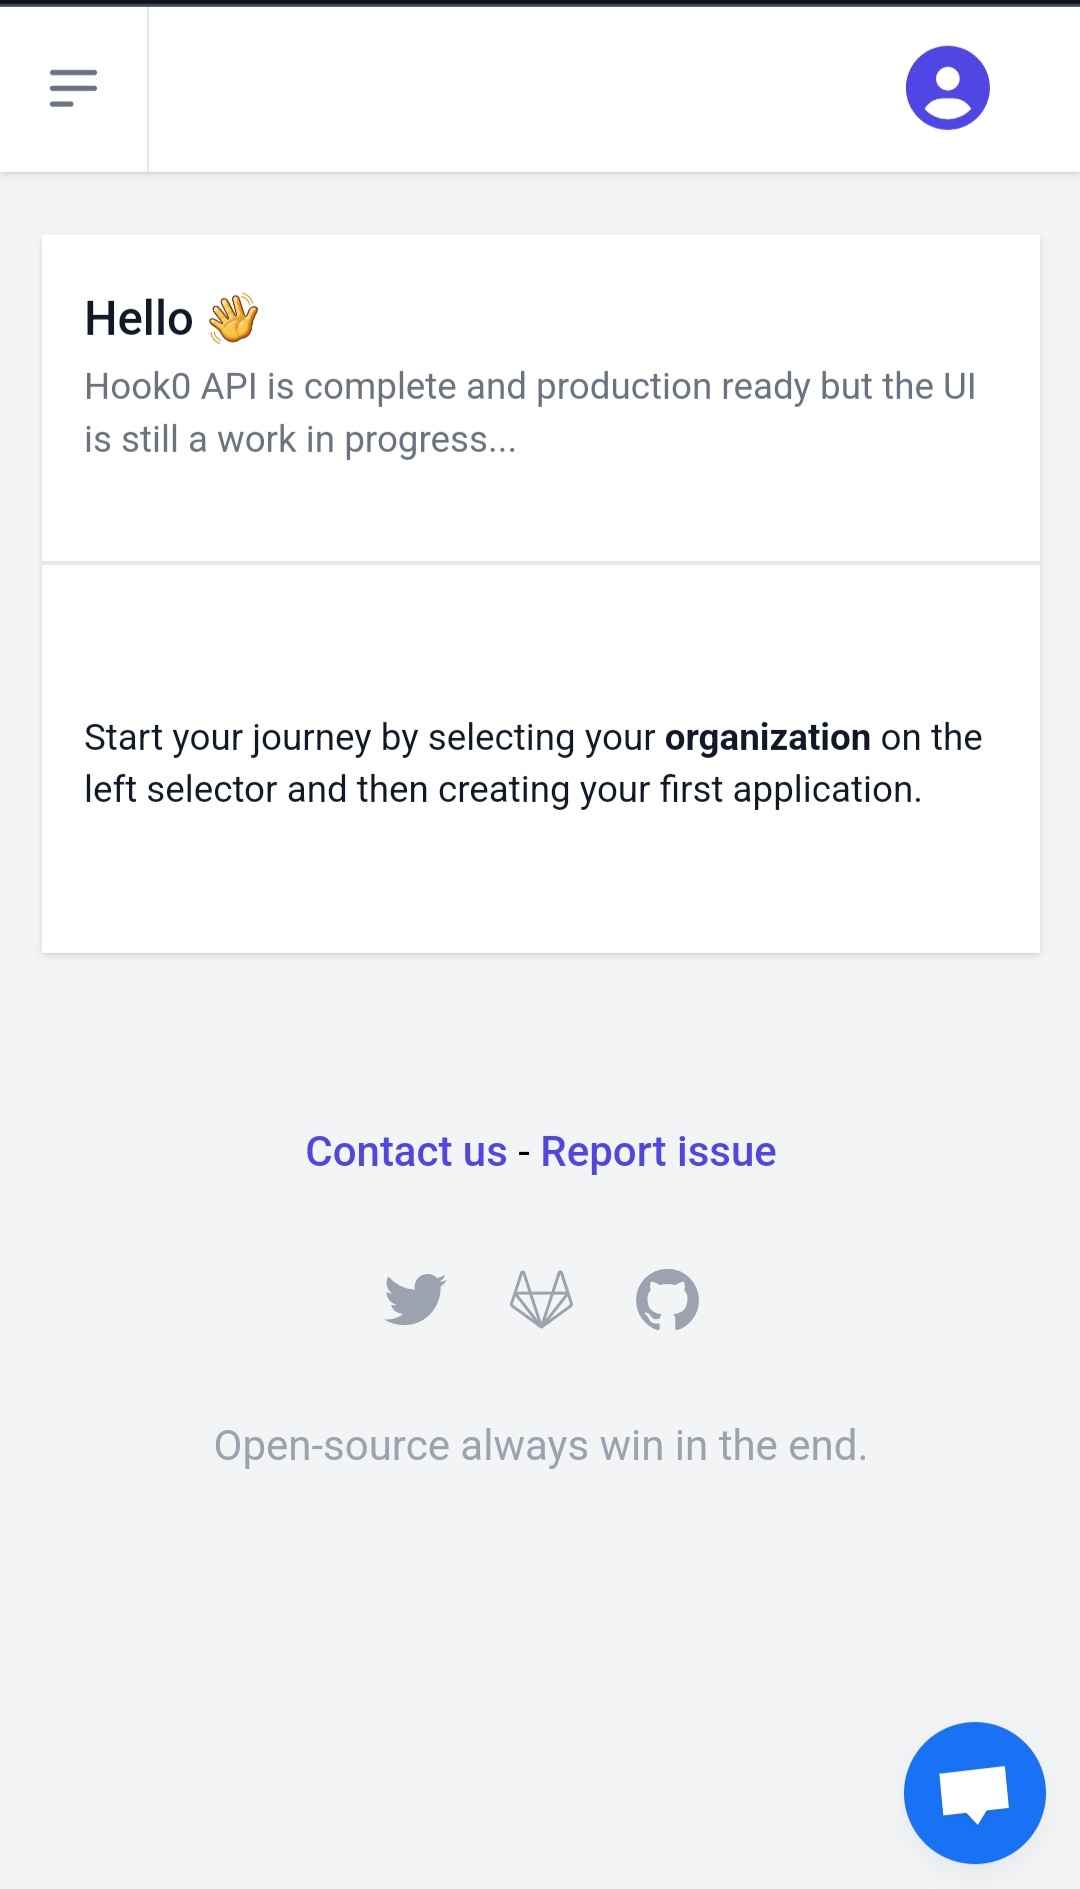 Hello 👋
Hook0 API is complete and production ready but the UI
is still a work in progress...
Start your journey by selecting your organization on the
left selector and then creating your first application.
Contact us - Report issue
Open-source always win in the end.